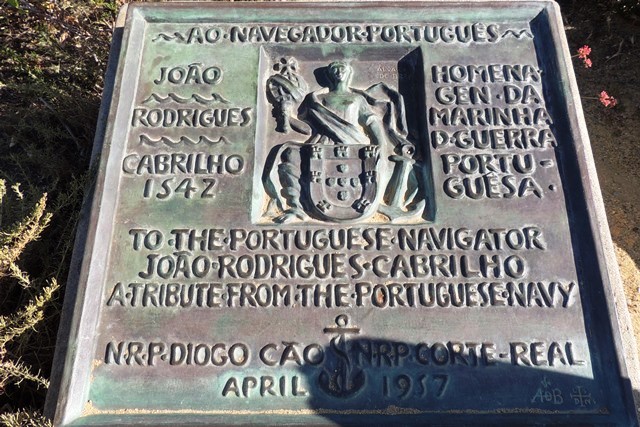 AO·NAVEGADOR·PORTUGUÊS
JOÃO
RODRIGUES
CABRILHO
1542
HOMENA-
GEN·DA
MARINHA
D·GUERRA
PORTU-
GUÊSA·
TO·THE·PORTUGUESE·NAVIGATOR
JOÃO·RODRIGUES·CABRILHO
A·TRIBUTE·FROM·THE·PORTUGUESE·NAVY
N·R·P·DIOGO CÃO N·R·P·CORTE-REAL
APRIL 1957